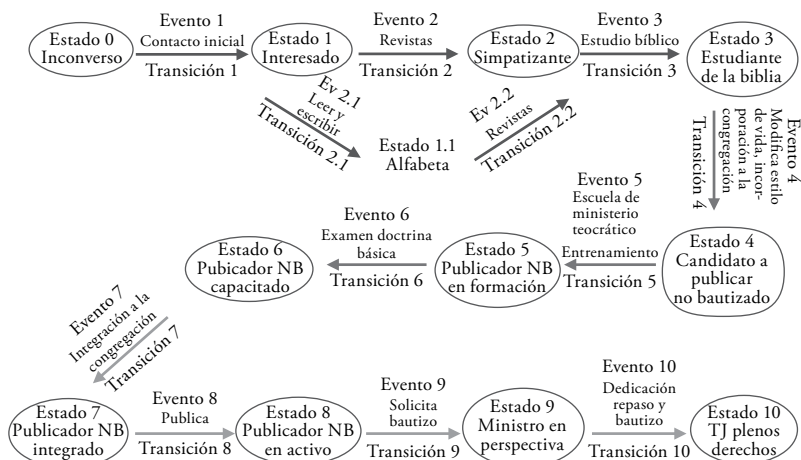 Estado 0
Inconverso
Evento 1
Contacto inicial
Transición 1
Estado 1
Interesado
Evento 2
Revistas
Transición 2
Estado 2
Simpatizante
Evento 3
Estudio bíblico
Transición 3
Estado 3
Estudiante
de la biblia
Ev 2.1
Leer y
escribir
Transición 2.1
Estado 1.1
Alfabeta
Ev 2.2
Revistas
Transición 2.2
Evento 4
Modifica estilo
de vida, incor-
poración a la
congregación
Transición 4
Estado 4
Candidato a
publicar
no bautizado
Evento 5
Escuela de
ministerio
teocrático
Entrenamiento
Transición 5
Estado 5
Publicador NB
en formación
Evento 6
Examen doctrina
básica
Transición 6
Estado 6
Pubicador NB
capacitado
Evento 7
Integración a la
congregación
Transición 7
Estado 7
Publicador NB
integrado
Evento 8
Publica
Transición 8
Estado 8
Publicador NB
en activo
Evento 9
Solicita
bautizo
Transición 9
Estado 9
Ministro en
perspectiva
Evento 10
Dedicación
repaso y
bautizo
Transición 10
Estado 10
TJ plenos
derechos